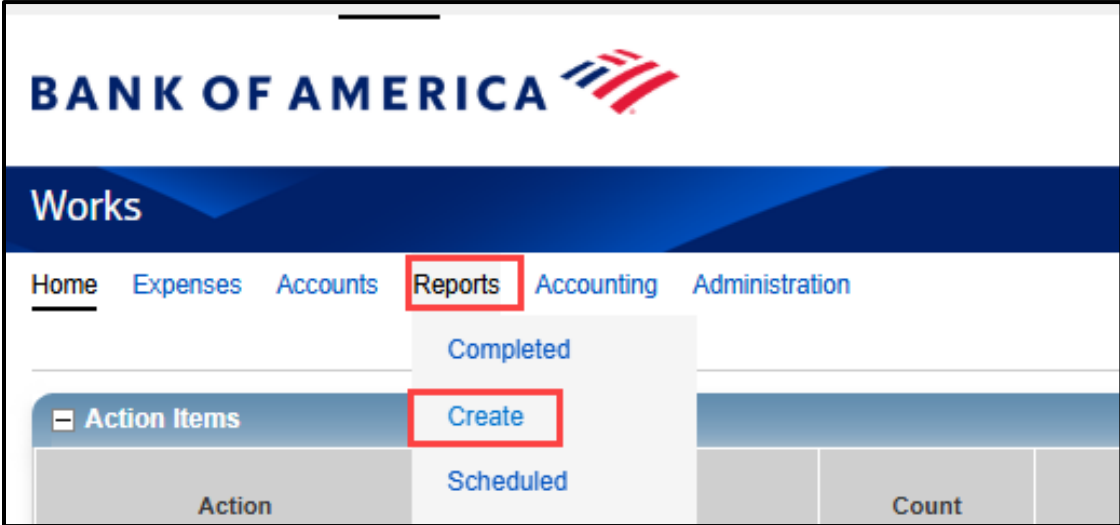 BANK OF AMERICA
Works
Home Expenses Accounts Reports Accounting Administration
Completed
Create
Scheduled
Action Items
Action Count